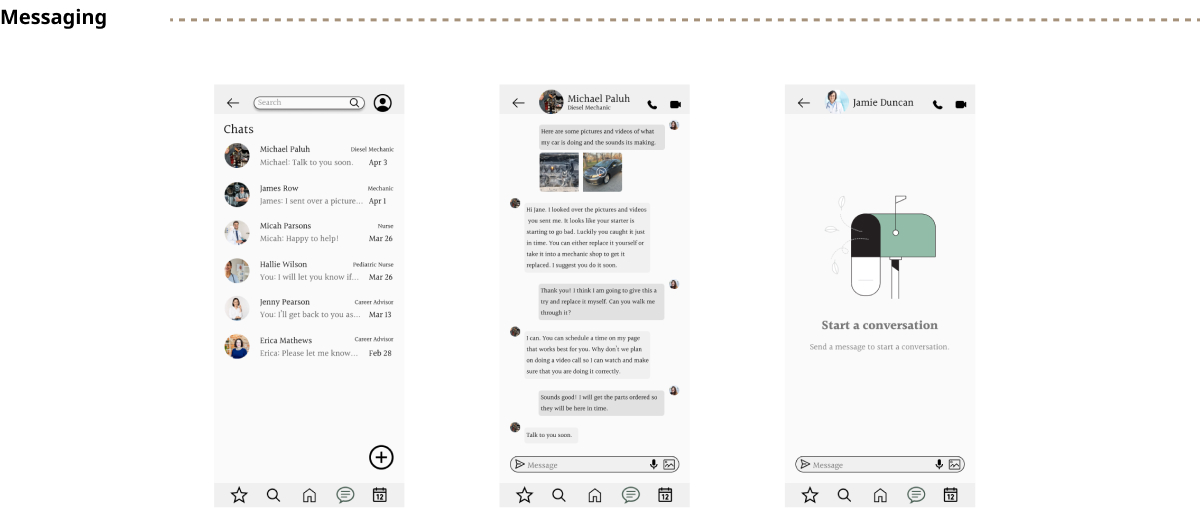 Messaging
Search
Chats
Michael Paluh Diesel Mechanic
Michael: Talk to you soon. Apr 3
James Row Mechanic
James: I sent over a picture... Apr 1
Micah Parsons Nurse
Micah: Happy to help! Mar 26
Hallie Wilson Pediatric Nurse
You: I will let you know if... Mar 26
Jenny Pearson Career Advisor
You: I'll get back to you as... Mar 13
Erica Mathews Career Advisor
Erica: Please let me know... Feb 28
12
Michael Paluh
Diesel Mechanic
Here are some pictures and videos of what
my car is doing and the sounds its making.
Hi Jane. I looked over the pictures and videos
you sent me. It looks like your starter is
starting to go bad. Luckily you caught it just
in time. You can either replace it yourself or
take it into a mechanic shop to get it
replaced. I suggest you do it soon.
Thank you! I think I am going to give this a
try and replace it myself. Can you walk me
through it?
I can. You can schedule a time on my page
that works best for you. Why don't we plan
on doing a video call so I can watch and make
sure that you are doing it correctly.
Sounds good! I will get the parts ordered so
they will be here in time.
Talk to you soon.
Message
12
Jamie Duncan
Start a conversation
Send a message to start a conversation.
Message
12